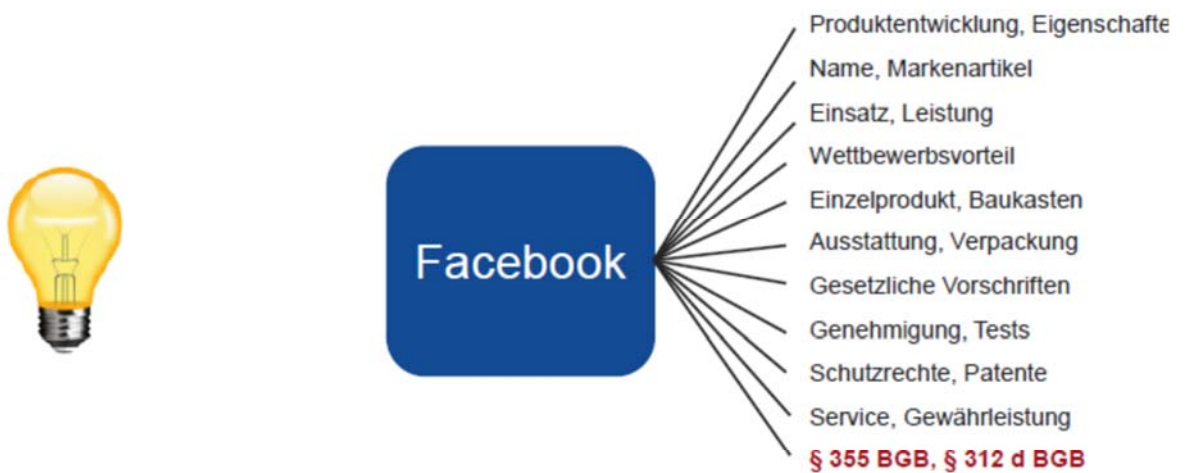 Produktentwicklung, Eigenschafte
Name, Markenartikel
Einsatz, Leistung
Wettbewerbsvorteil
Einzelprodukt, Baukasten
Facebook
Ausstattung, Verpackung
Gesetzliche Vorschriften
Genehmigung, Tests
Schutzrechte, Patente
Service, Gewährleistung
§ 355 BGB, § 312 d BGB